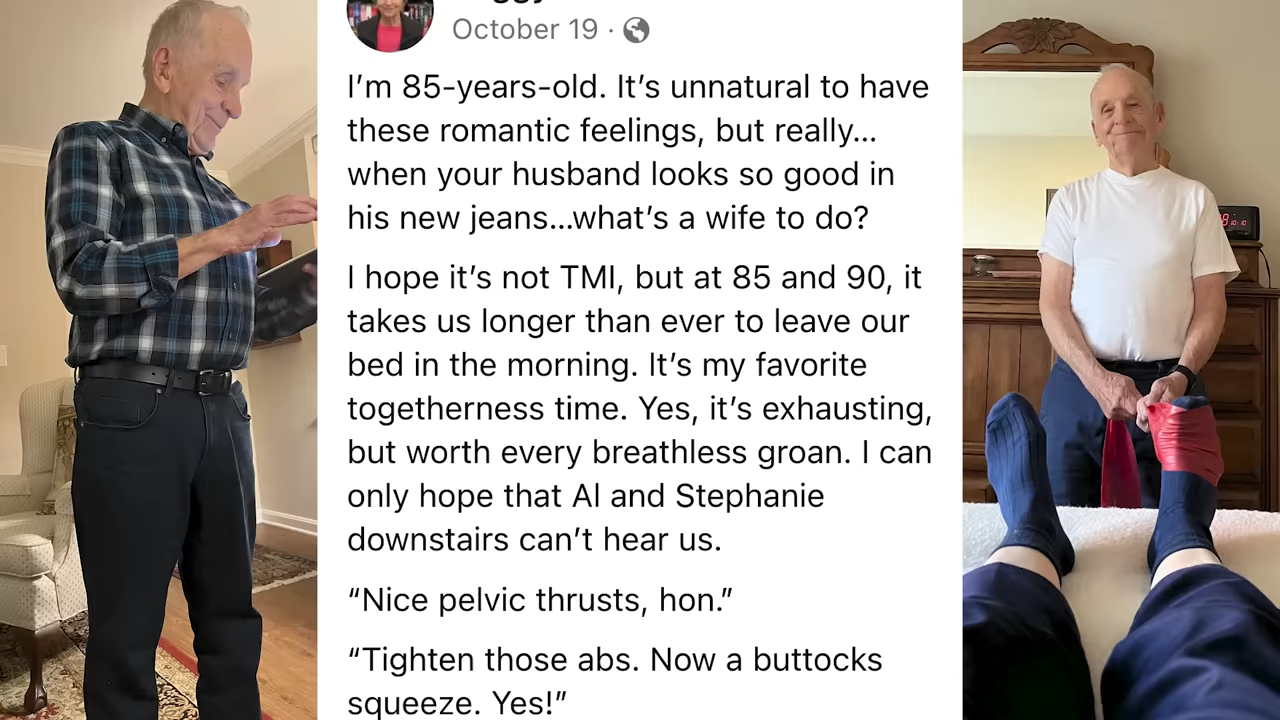 October 19 ·
I’m 85-years-old. It’s unnatural to have
these romantic feelings, but really...
when your husband looks so good in
his new jeans...what’s a wife to do?
I hope it’s not TMI, but at 85 and 90, it
takes us longer than ever to leave our
bed in the morning. It’s my favorite
togetherness time. Yes, it’s exhausting,
but worth every breathless groan. I can
only hope that Al and Stephanie
downstairs can’t hear us.
“Nice pelvic thrusts, hon.”
“Tighten those abs. Now a buttocks
squeeze. Yes!”